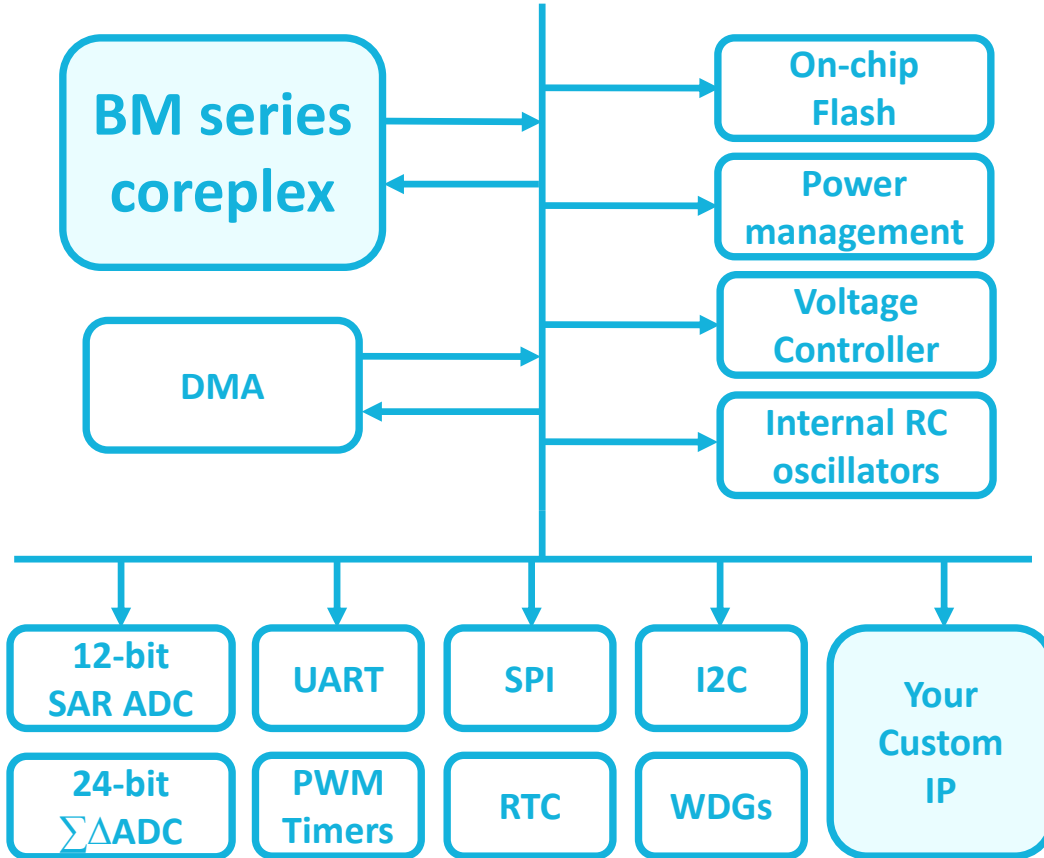 BM series
coreplex
On-chip
Flash
Power
management
Voltage
Controller
DMA
Internal RC
oscillators
12-bit
SAR ADC
UART
SPI
I2C
Your
Custom
IP
24-bit
∑ΔADC
PWM
Timers
RTC
WDGs